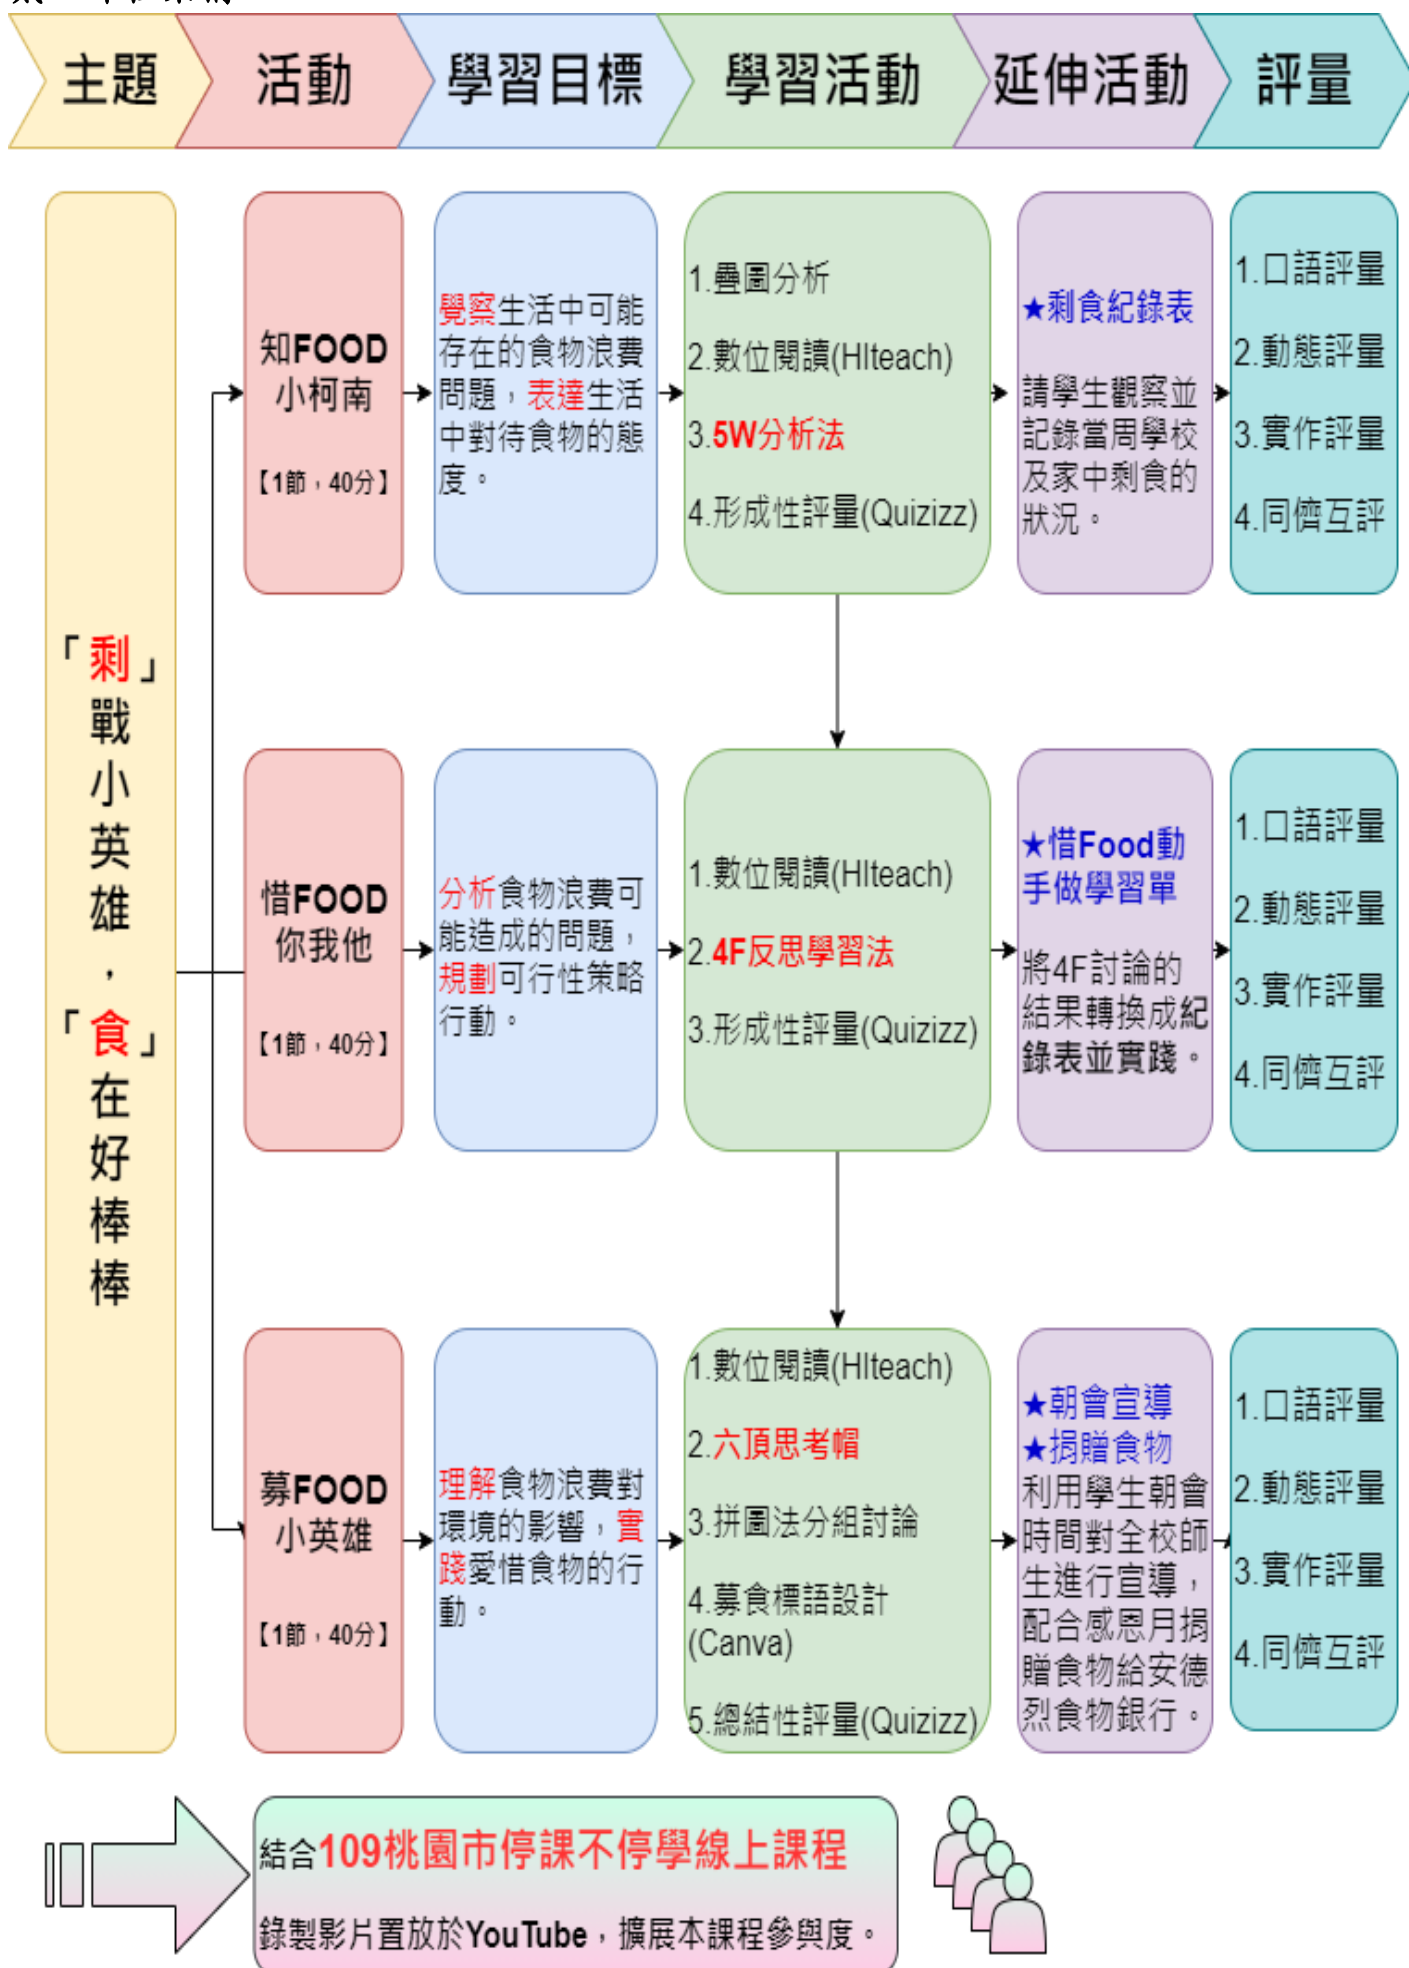 主題
活動
學習目標
學習活動
延伸活動
評量
「剩」
戰
小
英
雄
，
「食」
在
好
棒
棒
知FOOD
小柯南
【1節，40分】
覺察生活中可能
存在的食物浪費
問題，表達生活
中對待食物的態
度。
1.疊圖分析
2.數位閱讀(HIteach)
3.5W分析法
4.形成性評量(Quizizz)
★剩食紀錄表
請學生觀察並
記錄當周學校
及家中剩食的
狀況。
1.口語評量
2.動態評量
3.實作評量
4.同儕互評
惜FOOD
你我他
【1節，40分】
分析食物浪費可
能造成的問題，
規劃可行性策略
行動。
1.數位閱讀(HIteach)
2.4F反思學習法
3.形成性評量(Quizizz)
★惜Food動
手做學習單
將4F討論的
結果轉換成紀
錄表並實踐。
1.口語評量
2.動態評量
3.實作評量
4.同儕互評
募FOOD
小英雄
【1節，40分】
理解食物浪費對
環境的影響，實
踐愛惜食物的行
動。
1.數位閱讀(HIteach)
2.六頂思考帽
3.拼圖法分組討論
4.募食標語設計
(Canva)
5.總結性評量(Quizizz)
★朝會宣導
★捐贈食物
利用學生朝會
時間對全校師
生進行宣導，
配合感恩月捐
贈食物給安德
烈食物銀行。
1.口語評量
2.動態評量
3.實作評量
4.同儕互評
結合109桃園市停課不停學線上課程
錄製影片置放於YouTube，擴展本課程參與度。